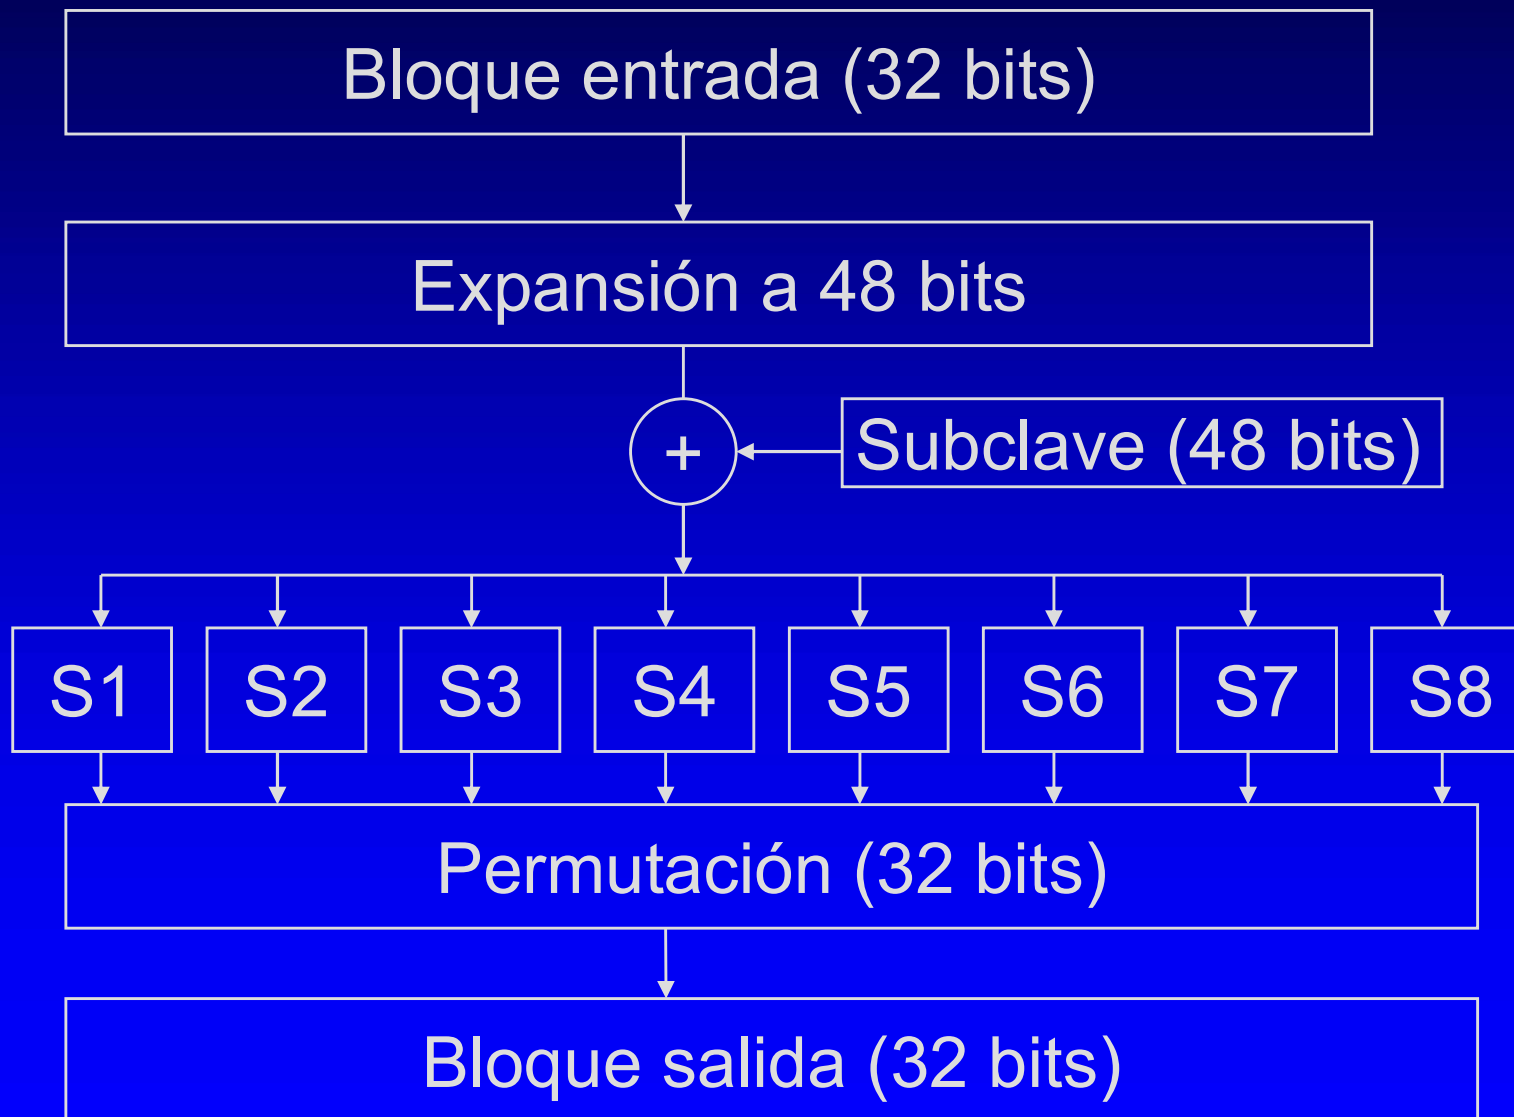 Bloque entrada (32 bits)
Expansión a 48 bits
+
Subclave (48 bits)
S1 S2 S3 S4 S5 S6 S7 S8
Permutación (32 bits)
Bloque salida (32 bits)